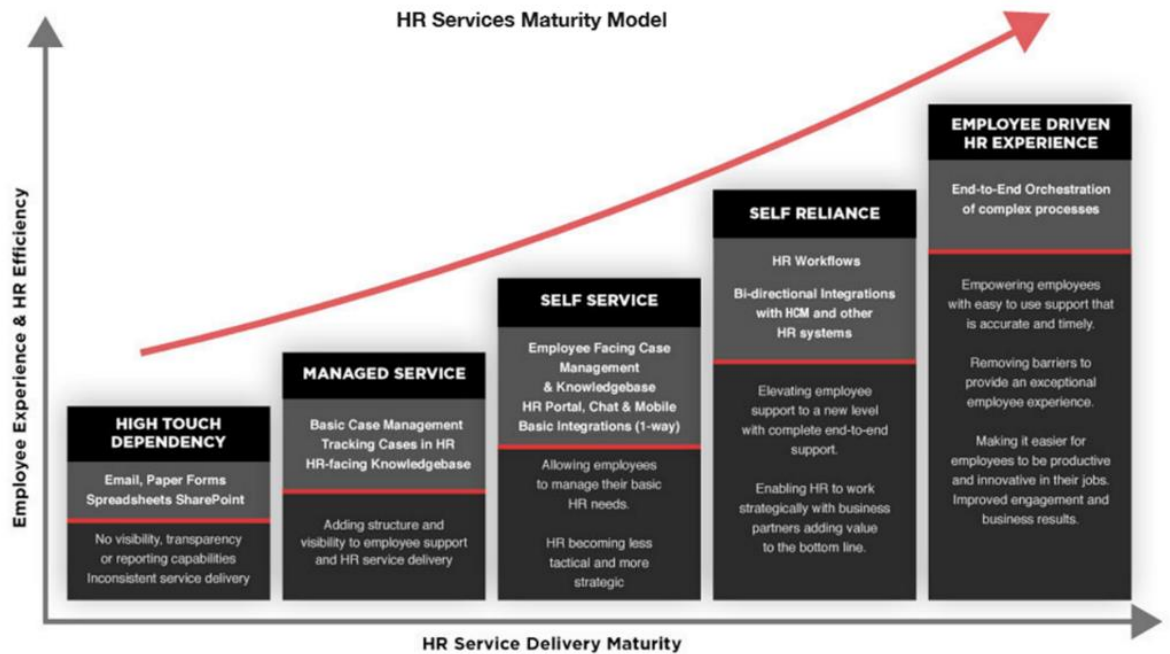 HR Services Maturity Model
Employee Experience & HR Efficiency
HIGH TOUCH
DEPENDENCY
Email, Paper Forms
Spreadsheets SharePoint
No visibility, transparency
or reporting capabilities
Inconsistent service delivery
MANAGED SERVICE
Basic Case Management
Tracking Cases in HR
HR-facing Knowledgebase
Adding structure and
visibility to employee support
and HR service delivery
SELF SERVICE
Employee Facing Case
Management
& Knowledgebase
HR Portal, Chat & Mobile
Basic Integrations (1-way)
Allowing employees
to manage their basic
HR needs.
HR becoming less
tactical and more
strategic
SELF RELIANCE
HR Workflows
Bi-directional Integrations
with HCM and other
HR systems
Elevating employee
support to a new level
with complete end-to-end
support.
Enabling HR to work
strategically with business
partners adding value
to the bottom line.
EMPLOYEE DRIVEN
HR EXPERIENCE
End-to-End Orchestration
of complex processes
Empowering employees
with easy to use support that
is accurate and timely.
Removing barriers to
provide an exceptional
employee experience.
Making it easier for
employees to be productive
and innovative in their jobs.
Improved engagement and
business results.
HR Service Delivery Maturity